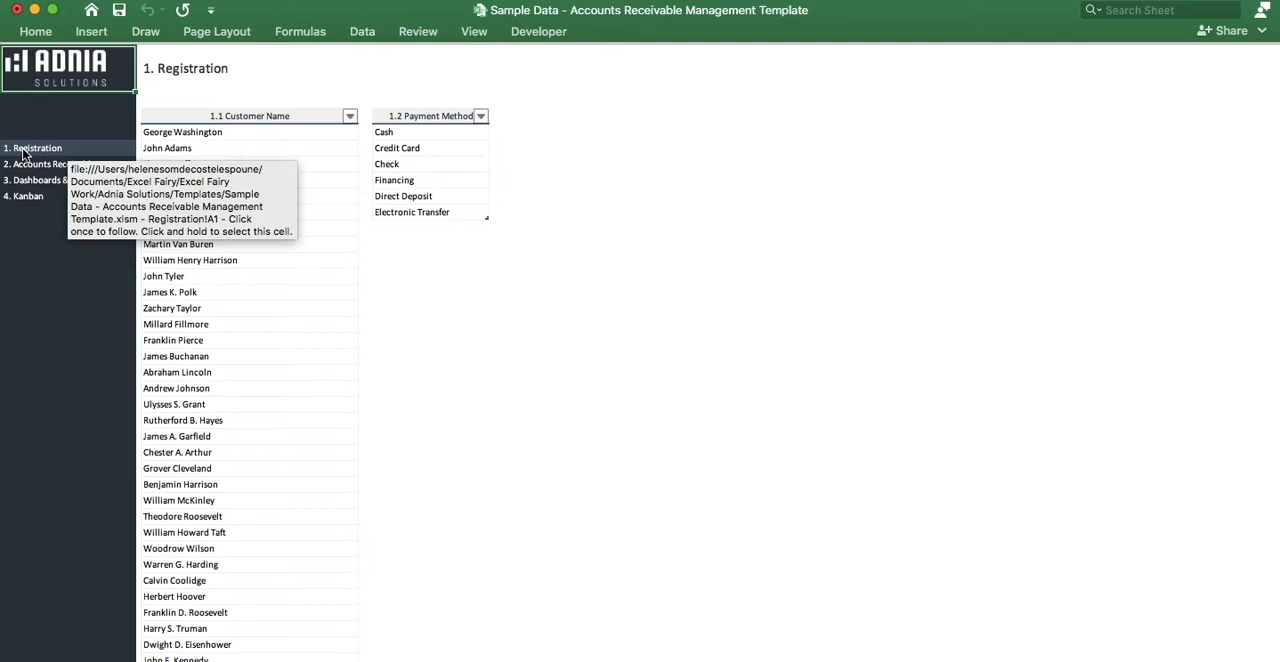 Sample Data - Accounts Receivable Management Template
Search Sheet
Home Insert Draw Page Layout Formulas Data Review View Developer
Share
ADNIA
SOLUTIONS
1. Registration
1.1 Customer Name
1.2 Payment Method
1. Registration
2. Accounts Rec
3. Dashboards &
4. Kanban
file:///Users/helenesomdecostelespoune/
Documents/Excel Fairy/Excel Fairy
Work/Adnia Solutions/Templates/Sample
Data - Accounts Receivable Management
Template.xlsm - Registration!A1 - Click
once to follow. Click and hold to select this cell.
George Washington
John Adams
Martin Van Buren
William Henry Harrison
John Tyler
James K. Polk
Zachary Taylor
Millard Fillmore
Franklin Pierce
James Buchanan
Abraham Lincoln
Andrew Johnson
Ulysses S. Grant
Rutherford B. Hayes
James A. Garfield
Chester A. Arthur
Grover Cleveland
Benjamin Harrison
William McKinley
Theodore Roosevelt
William Howard Taft
Woodrow Wilson
Warren G. Harding
Calvin Coolidge
Herbert Hoover
Franklin D. Roosevelt
Harry S. Truman
Dwight D. Eisenhower
John F. Kennedy
Cash
Credit Card
Check
Financing
Direct Deposit
Electronic Transfer